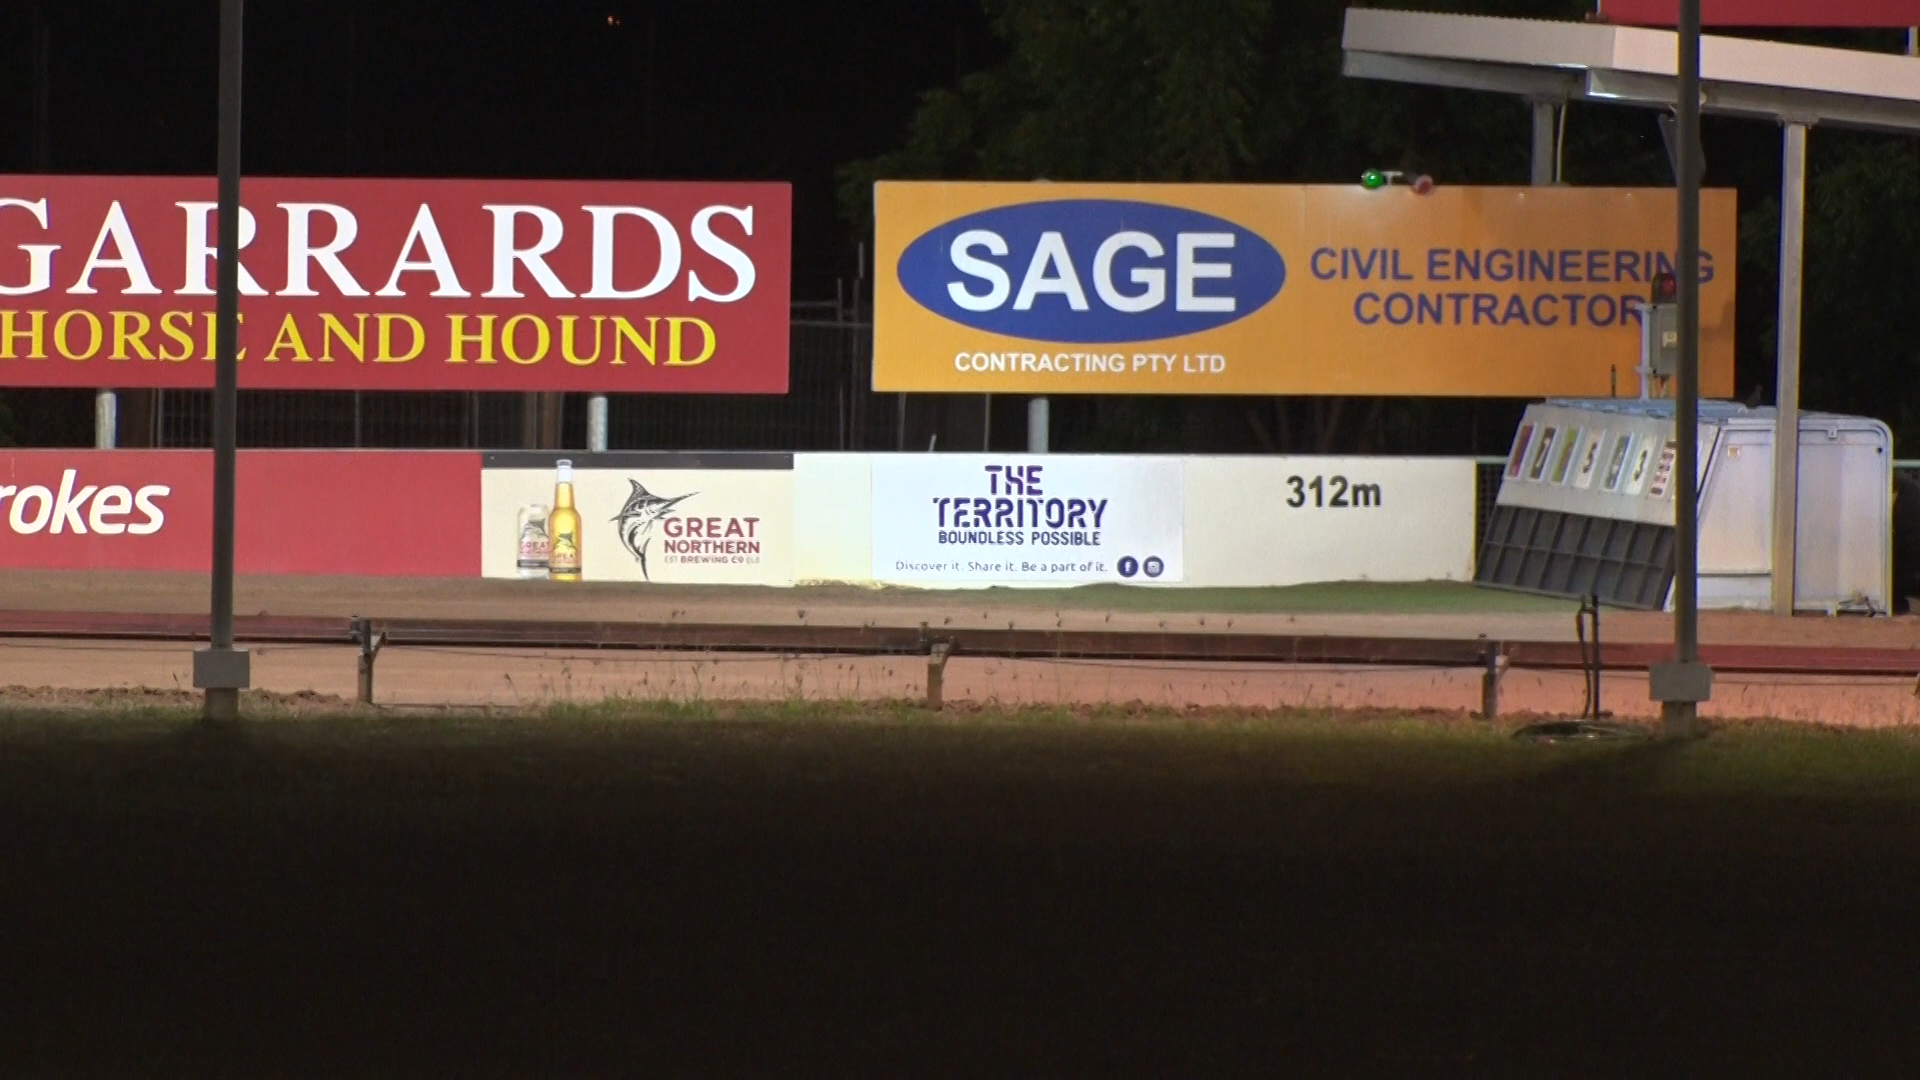 GARRARDS
HORSE AND HOUND
SAGE
CONTRACTING PTY LTD
CIVIL ENGINEERING
CONTRACTOR
rokes
GREAT
NORTHERN
BREWING CO
THE
TERRITORY
BOUNDLESS POSSIBLE
Discover it. Share it. Be a part of it.
312m